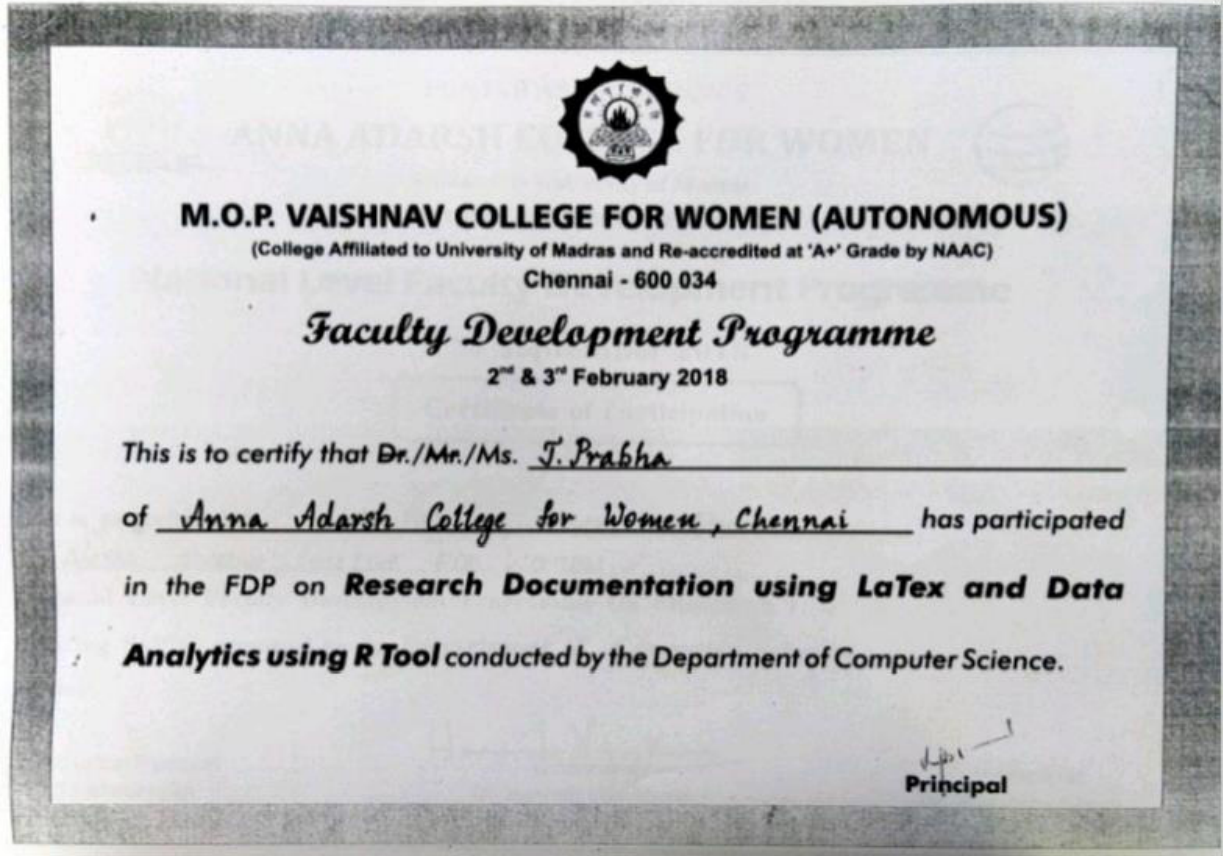 M.O.P. VAISHNAV COLLEGE FOR WOMEN (AUTONOMOUS)
(College Affiliated to University of Madras and Re-accredited at 'A+' Grade by NAAC)
Chennai - 600 034
Faculty Development Programme
2nd & 3rd February 2018
This is to certify that Dr./Mr./Ms. J. Prabha
of Anna Adarsh College for Women, Chennai has participated
in the FDP on Research Documentation using LaTex and Data
Analytics using R Tool conducted by the Department of Computer Science.
Principal